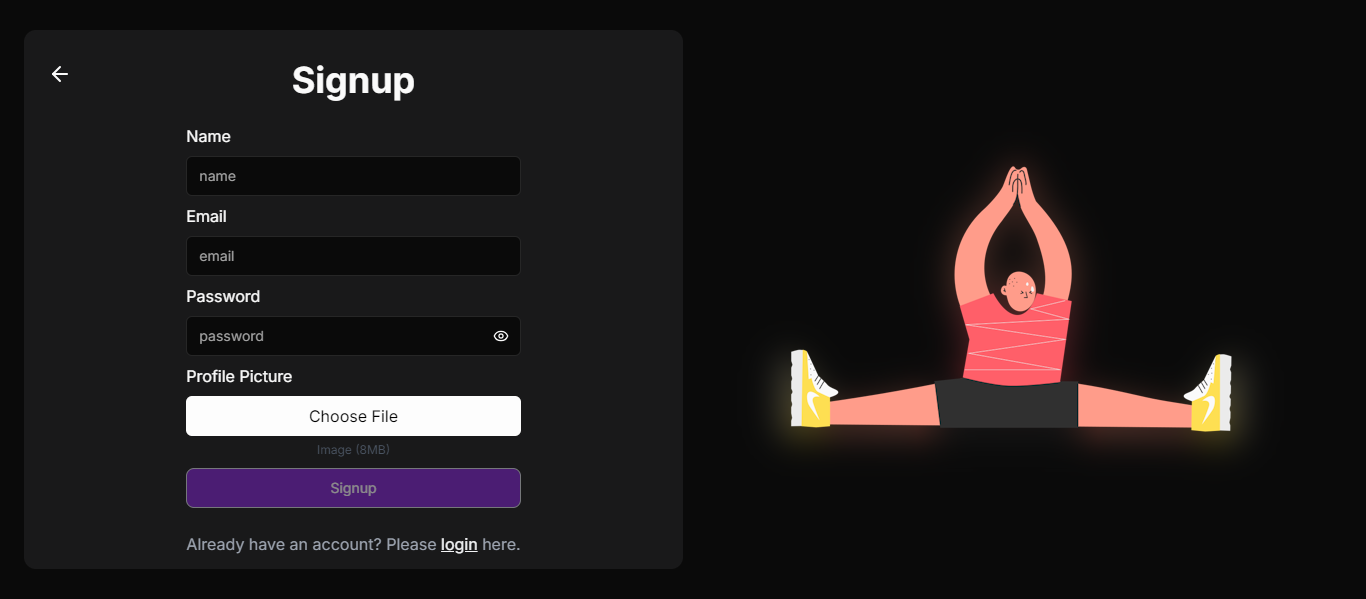 Signup
Name
name
Email
email
Password
password
Profile Picture
Choose File
Image (8MB)
Signup
Already have an account? Please login here.